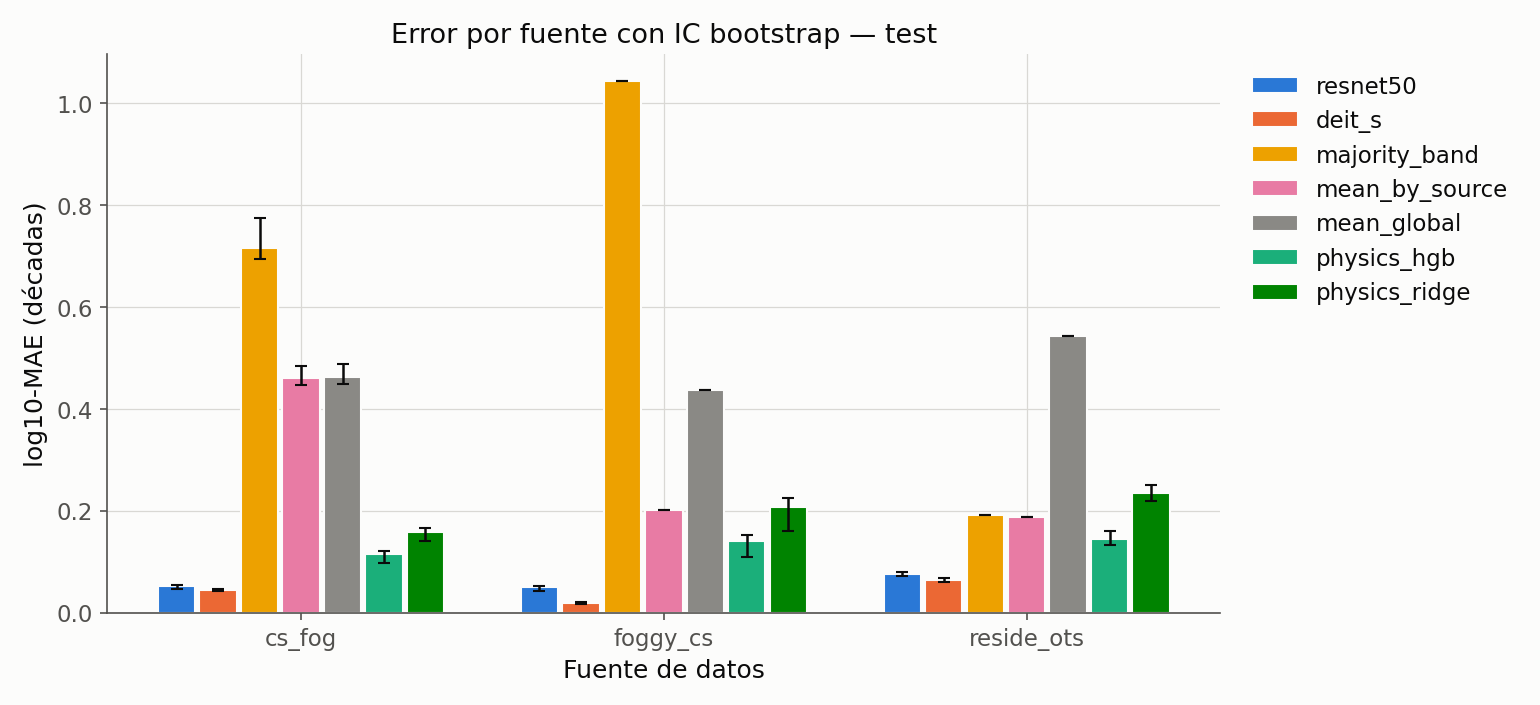 Error por fuente con IC bootstrap — test
log10-MAE (décadas)
1.0
0.8
0.6
0.4
0.2
0.0
cs_fog
foggy_cs
reside_ots
Fuente de datos
resnet50
deit_s
majority_band
mean_by_source
mean_global
physics_hgb
physics_ridge